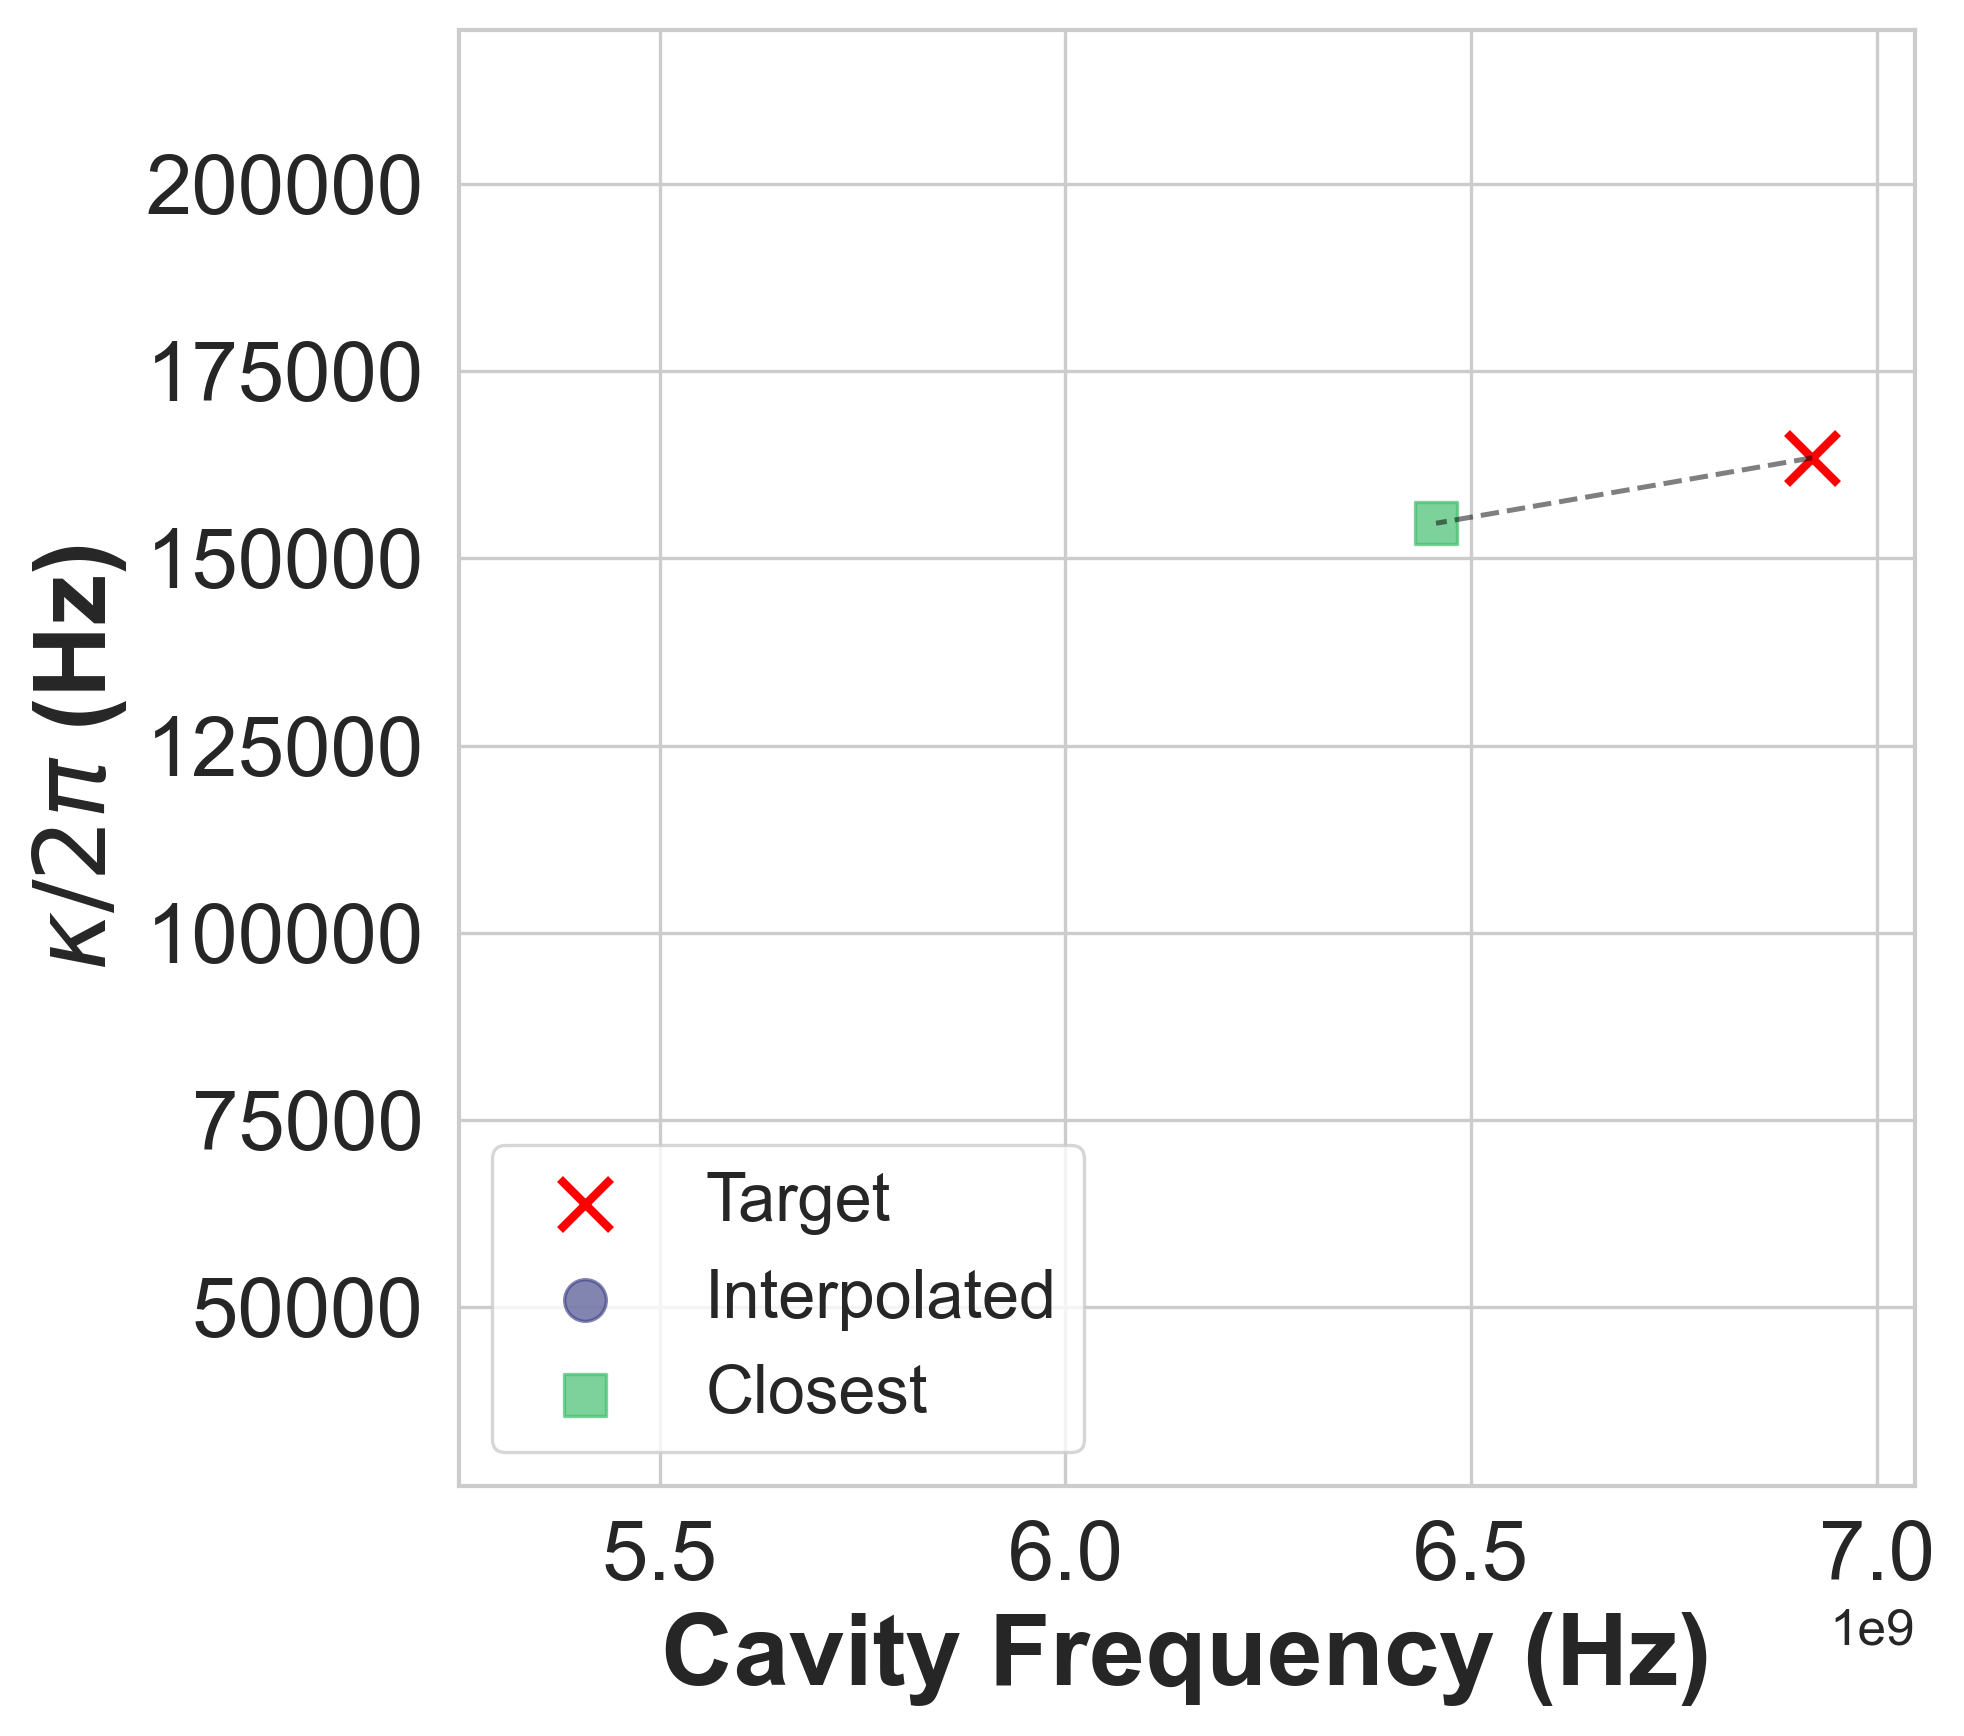 200000
175000
150000
125000
100000
75000
50000
κ/2π (Hz)
Target
Interpolated
Closest
5.5 6.0 6.5 7.0
1e9
Cavity Frequency (Hz)